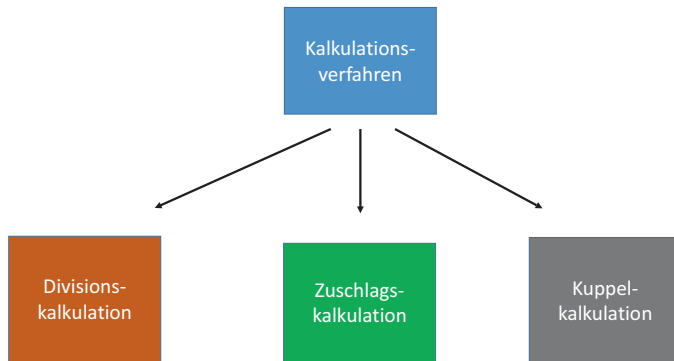 Kalkulations-
verfahren
Divisions-
kalkulation
Zuschlags-
kalkulation
Kuppel-
kalkulation